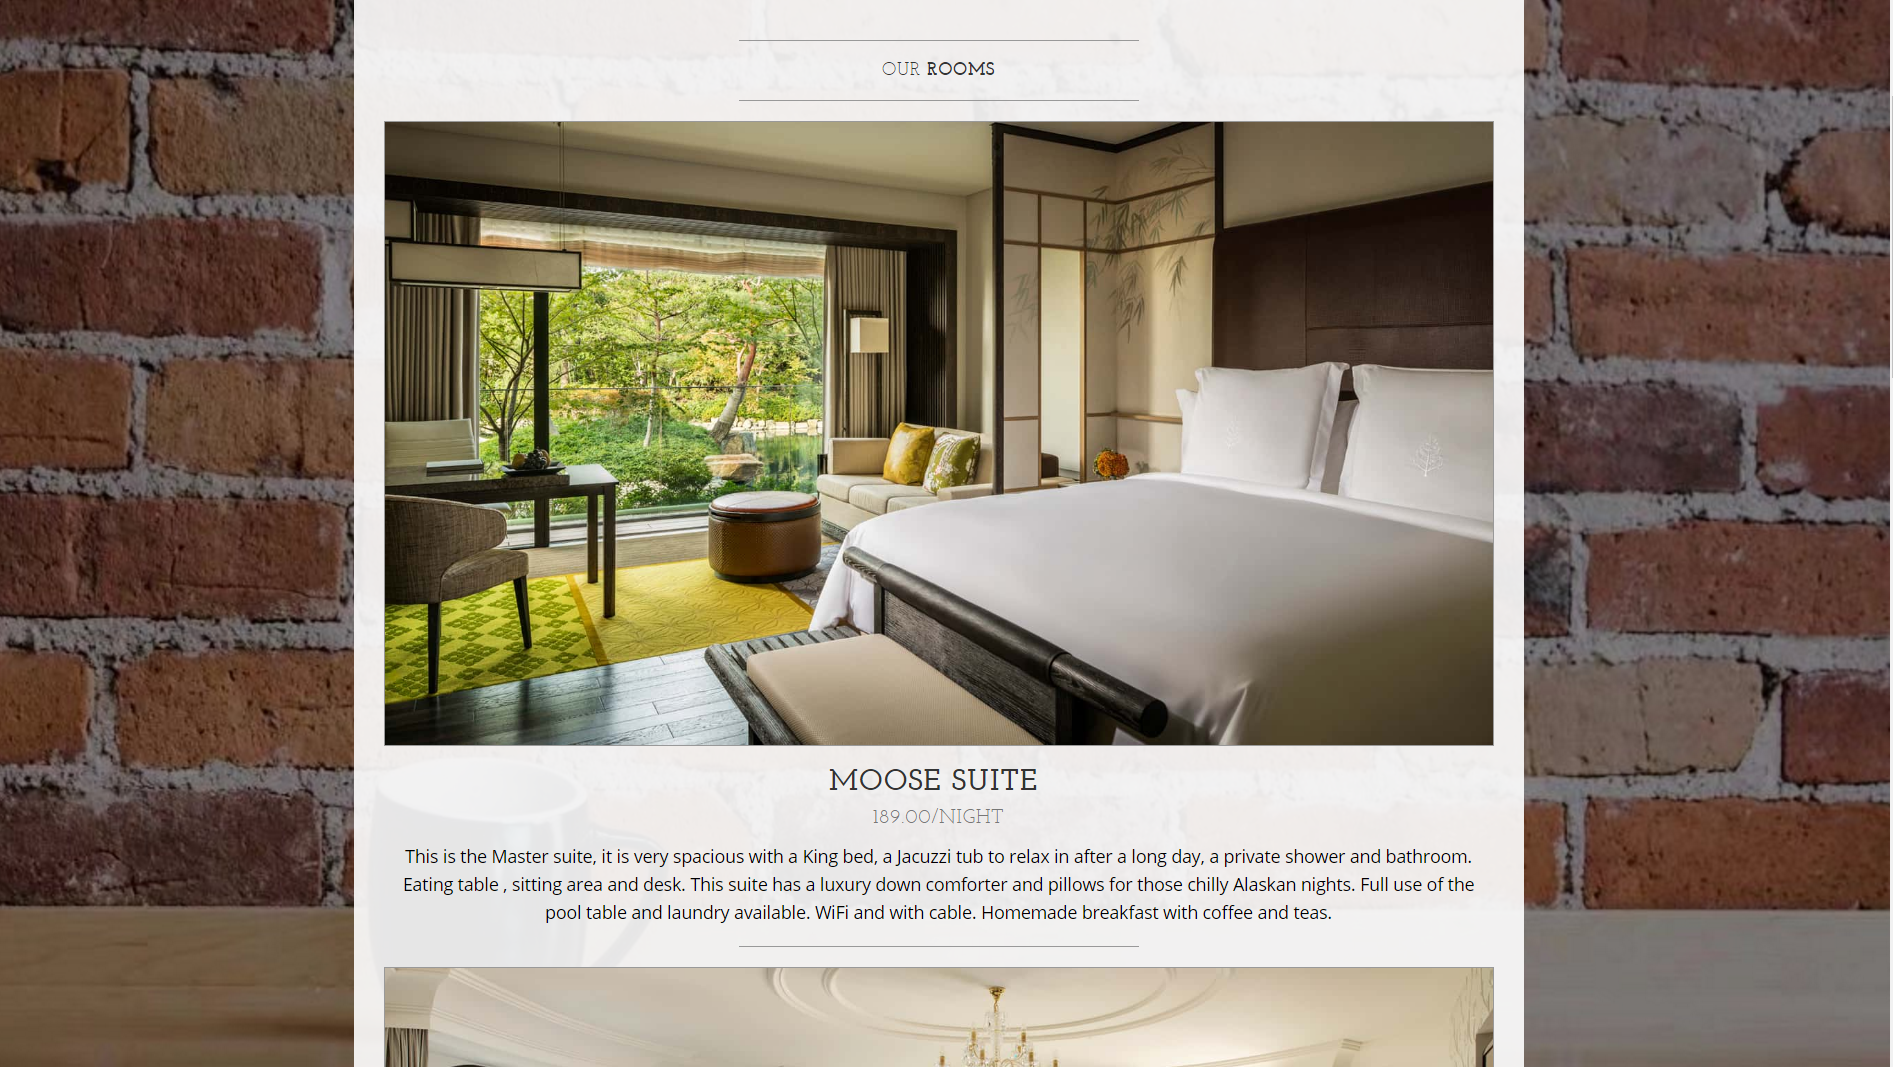 OUR ROOMS
MOOSE SUITE
189.00/NIGHT
This is the Master suite, it is very spacious with a King bed, a Jacuzzi tub to relax in after a long day, a private shower and bathroom.
Eating table , sitting area and desk. This suite has a luxury down comforter and pillows for those chilly Alaskan nights. Full use of the
pool table and laundry available. WiFi and with cable. Homemade breakfast with coffee and teas.